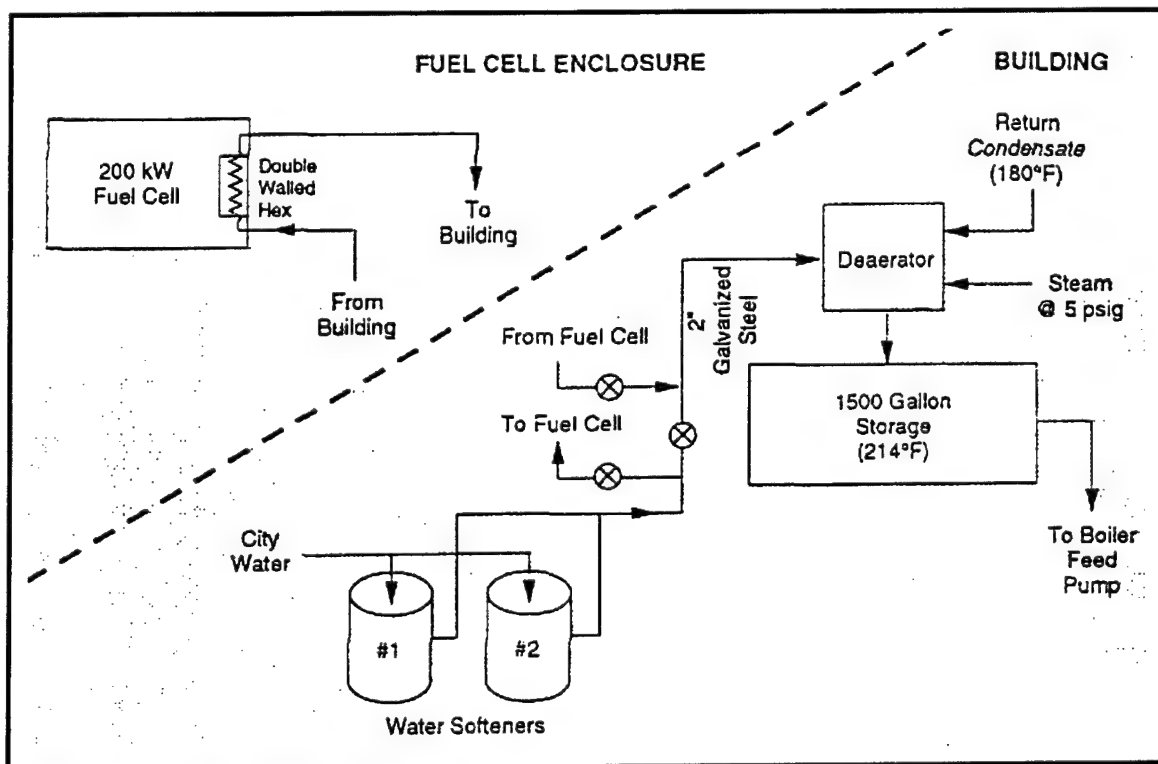 FUEL CELL ENCLOSURE
BUILDING
200 kW
Fuel Cell
Double
Walled
Hex
To
Building
From
Building
Return
Condensate
(180°F)
Deaerator
Steam
@ 5 psig
2"
Galvanized
Steel
From Fuel Cell
To Fuel Cell
1500 Gallon
Storage
(214°F)
To Boiler
Feed
Pump
City
Water
#1
#2
Water Softeners